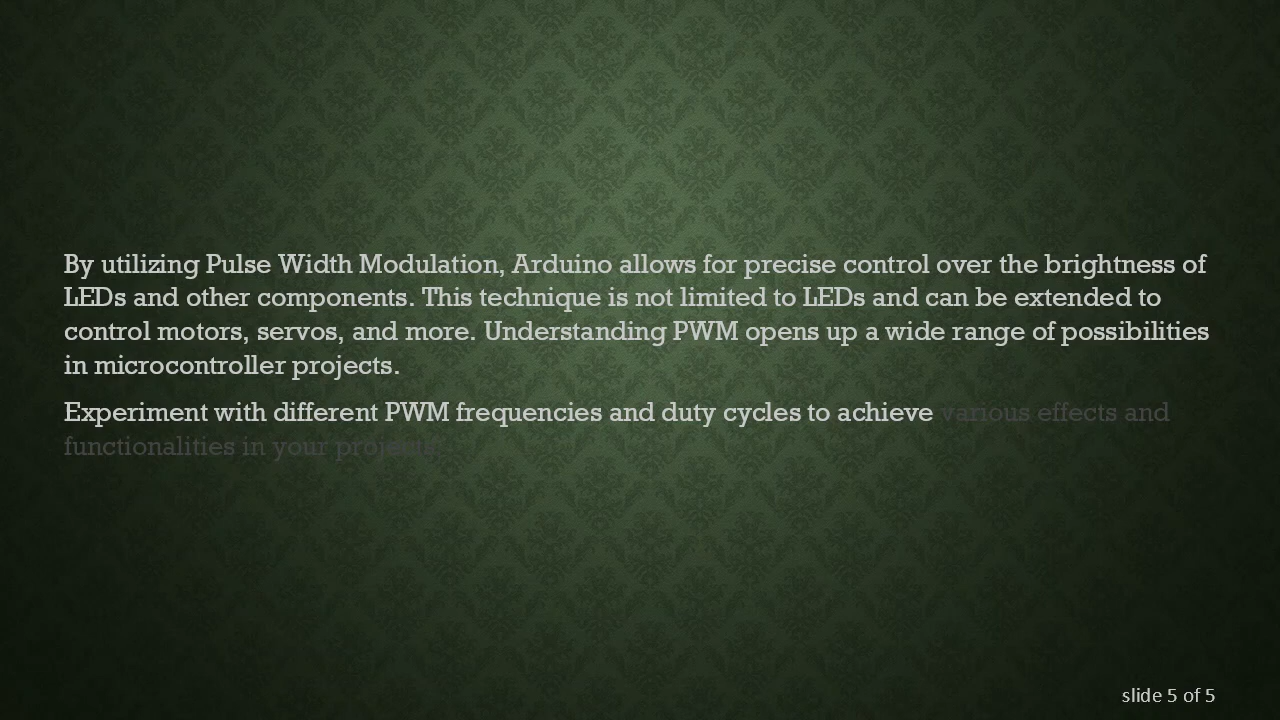 By utilizing Pulse Width Modulation, Arduino allows for precise control over the brightness of
LEDs and other components. This technique is not limited to LEDs and can be extended to
control motors, servos, and more. Understanding PWM opens up a wide range of possibilities
in microcontroller projects.
Experiment with different PWM frequencies and duty cycles to achieve various effects and
functionalities in your projects.
slide 5 of 5